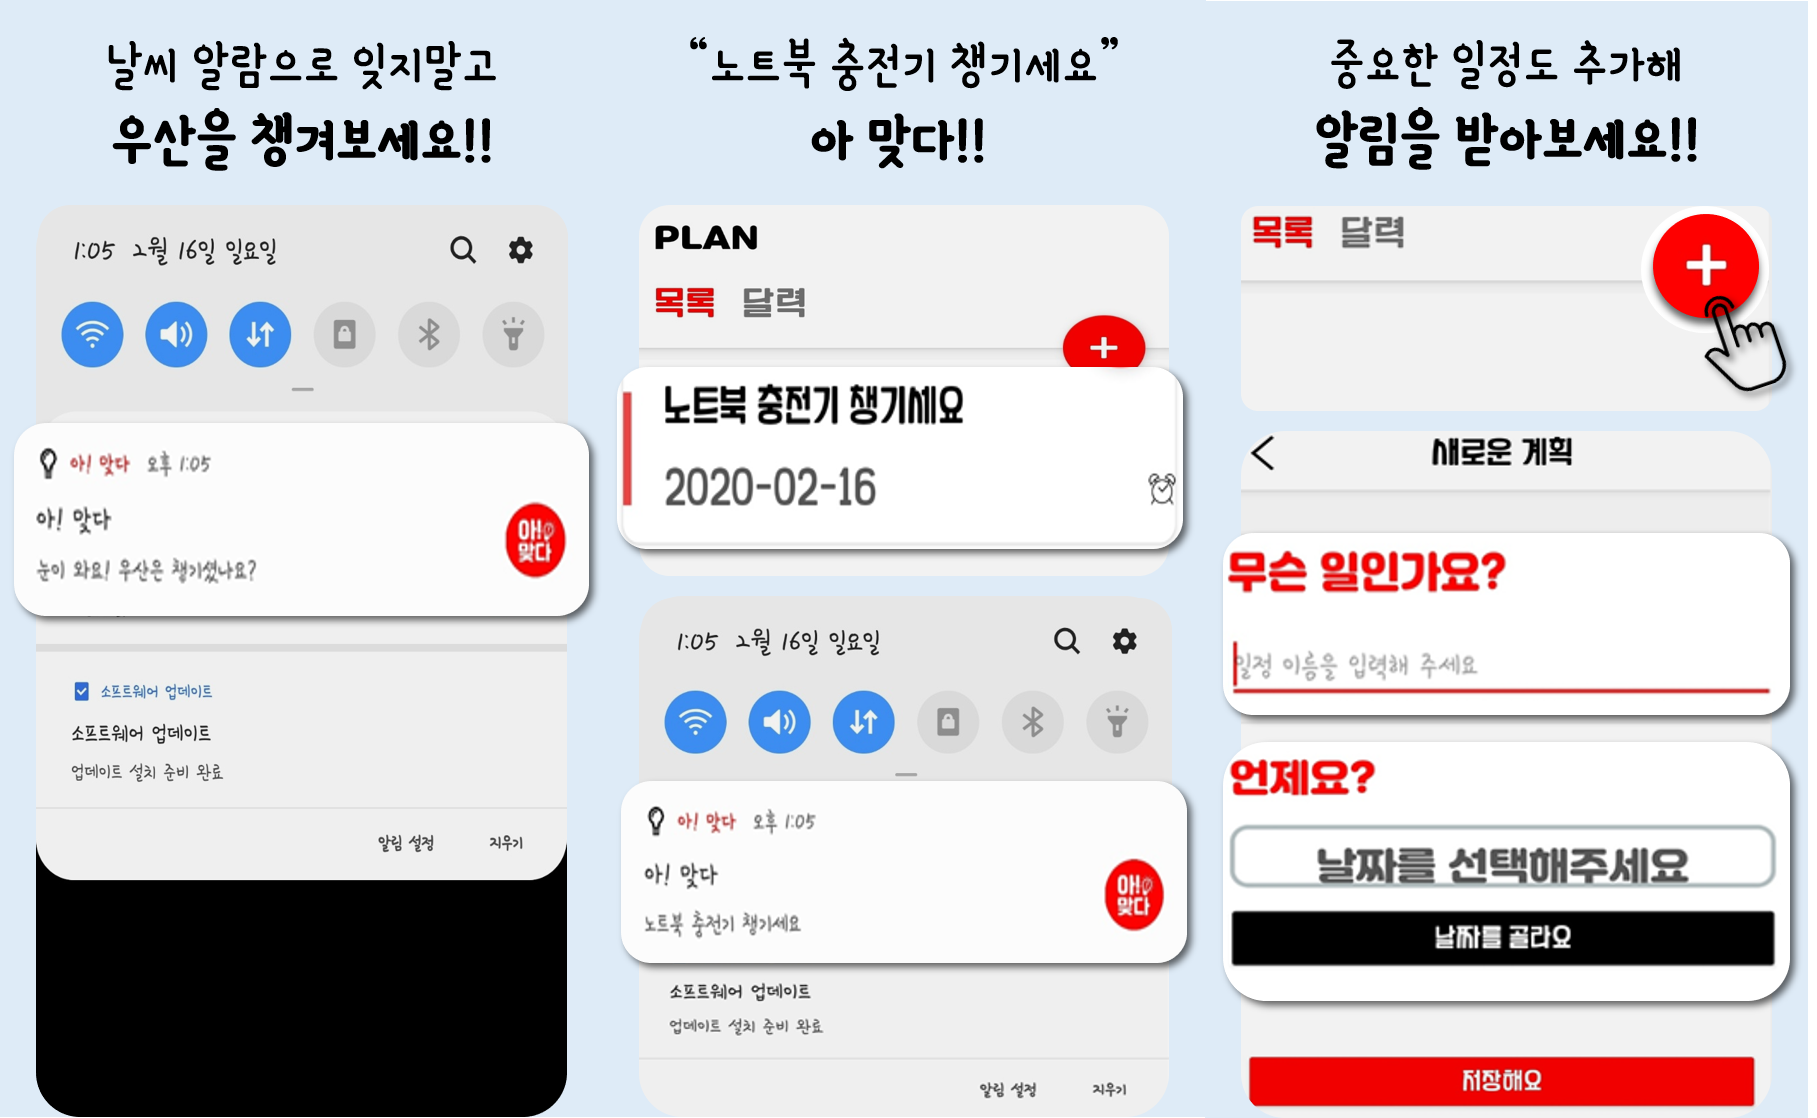 날씨 알람으로 잊지말고
우산을 챙겨보세요!!
1:05 2월 16일 일요일
아! 맞다 오후 1:05
아! 맞다
눈이 와요! 우산은 챙기셨나요?
아!
맞다
소프트웨어 업데이트
소프트웨어 업데이트
업데이트 설치 준비 완료
알림 설정 지우기
“노트북 충전기 챙기세요”
아 맞다!!
PLAN
목록 달력
+
노트북 충전기 챙기세요
2020-02-16
1:05 2월 16일 일요일
아! 맞다 오후 1:05
아! 맞다
노트북 충전기 챙기세요
아!
맞다
소프트웨어 업데이트
업데이트 설치 준비 완료
알림 설정 지우기
중요한 일정도 추가해
알림을 받아보세요!!
목록 달력
+
새로운 계획
무슨 일인가요?
일정 이름을 입력해 주세요
언제요?
날짜를 선택해주세요
날짜를 골라요
저장해요